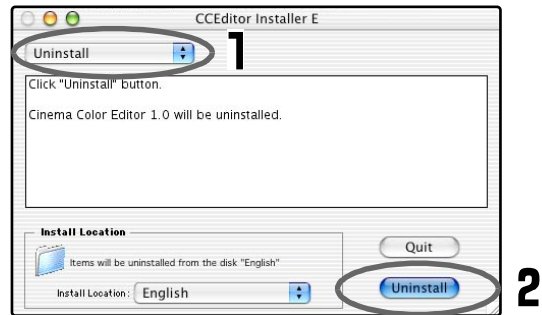 CCEditor Installer E
Uninstall
1
Click "Uninstall" button.
Cinema Color Editor 1.0 will be uninstalled.
Install Location
Items will be uninstalled from the disk "English"
Install Location: English
Quit
Uninstall
2